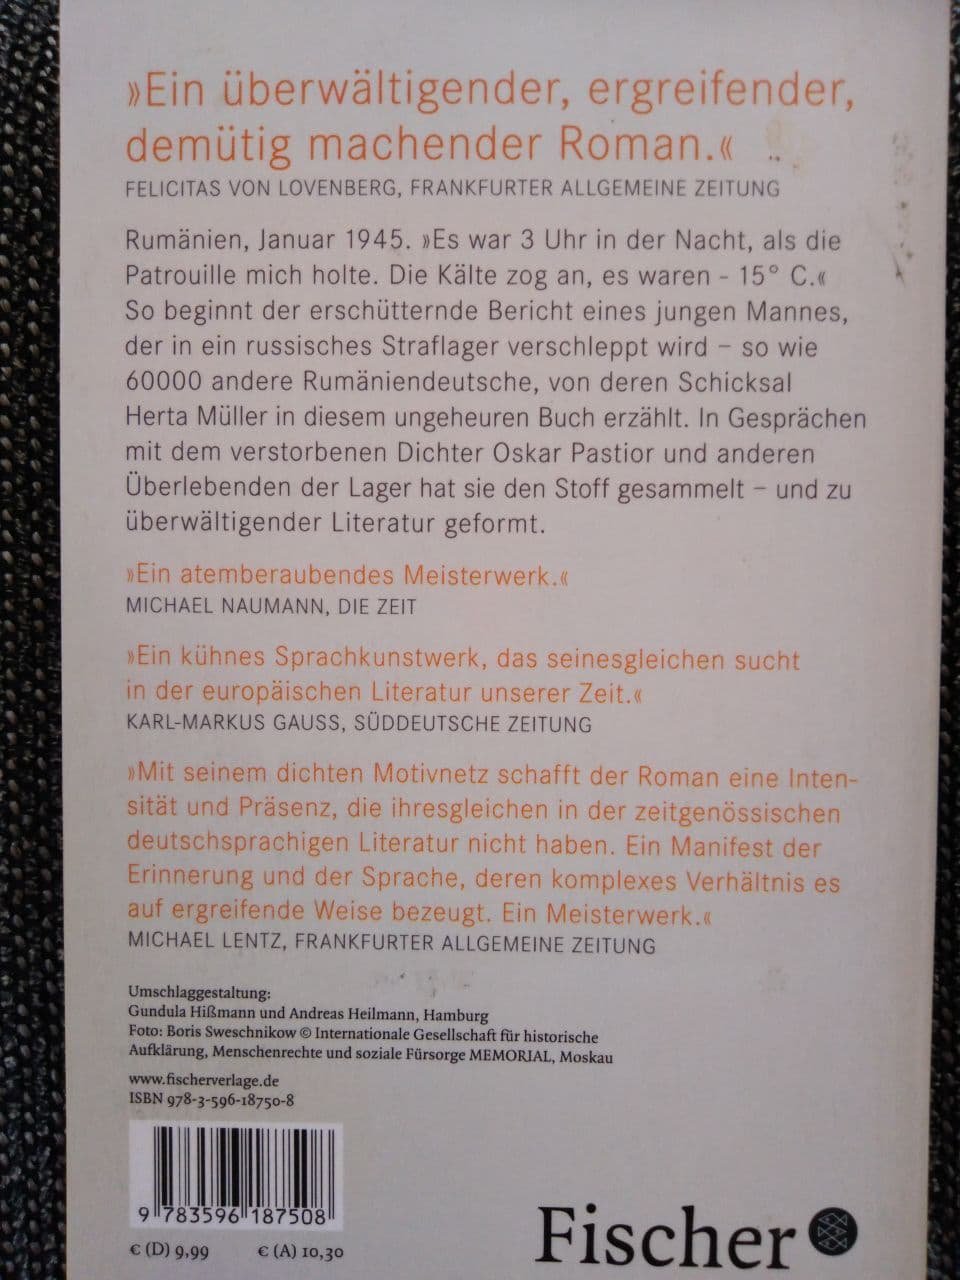 »Ein überwältigender, ergreifender,
demütig machender Roman.«
FELICITAS VON LOVENBERG, FRANKFURTER ALLGEMEINE ZEITUNG
Rumänien, Januar 1945. »Es war 3 Uhr in der Nacht, als die
Patrouille mich holte. Die Kälte zog an, es waren - 15° C.«
So beginnt der erschütternde Bericht eines jungen Mannes,
der in ein russisches Straflager verschleppt wird – so wie
60000 andere Rumäniendeutsche, von deren Schicksal
Herta Müller in diesem ungeheuren Buch erzählt. In Gesprächen
mit dem verstorbenen Dichter Oskar Pastior und anderen
Überlebenden der Lager hat sie den Stoff gesammelt – und zu
überwältigender Literatur geformt.
»Ein atemberaubendes Meisterwerk.«
MICHAEL NAUMANN, DIE ZEIT
»Ein kühnes Sprachkunstwerk, das seinesgleichen sucht
in der europäischen Literatur unserer Zeit.«
KARL-MARKUS GAUSS, SÜDDEUTSCHE ZEITUNG
»Mit seinem dichten Motivnetz schafft der Roman eine Inten-
sität und Präsenz, die ihresgleichen in der zeitgenössischen
deutschsprachigen Literatur nicht haben. Ein Manifest der
Erinnerung und der Sprache, deren komplexes Verhältnis es
auf ergreifende Weise bezeugt. Ein Meisterwerk.«
MICHAEL LENTZ, FRANKFURTER ALLGEMEINE ZEITUNG
Umschlaggestaltung:
Gundula Hißmann und Andreas Heilmann, Hamburg
Foto: Boris Sweschnikow © Internationale Gesellschaft für historische
Aufklärung, Menschenrechte und soziale Fürsorge MEMORIAL, Moskau
www.fischerverlage.de
ISBN 978-3-596-18750-8
9 783596 187508
€ (D) 9,99 € (A) 10,30
Fischer